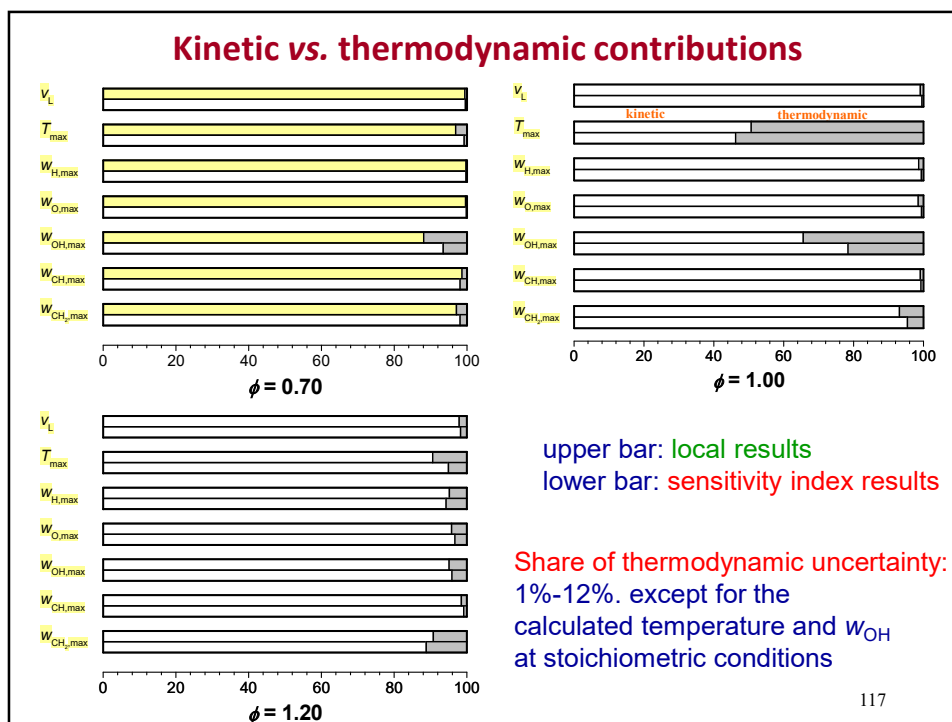 Kinetic vs. thermodynamic contributions
vL
Tmax
wH,max
wO,max
wOH,max
wCH,max
wCH2,max
0 20 40 60 80 100
ϕ = 0.70
vL
kinetic thermodynamic
Tmax
wH,max
wO,max
wOH,max
wCH,max
wCH2,max
0 20 40 60 80 100
ϕ = 1.00
vL
Tmax
wH,max
wO,max
wOH,max
wCH,max
wCH2,max
0 20 40 60 80 100
ϕ = 1.20
upper bar: local results
lower bar: sensitivity index results
Share of thermodynamic uncertainty:
1%-12%. except for the
calculated temperature and wOH
at stoichiometric conditions
117